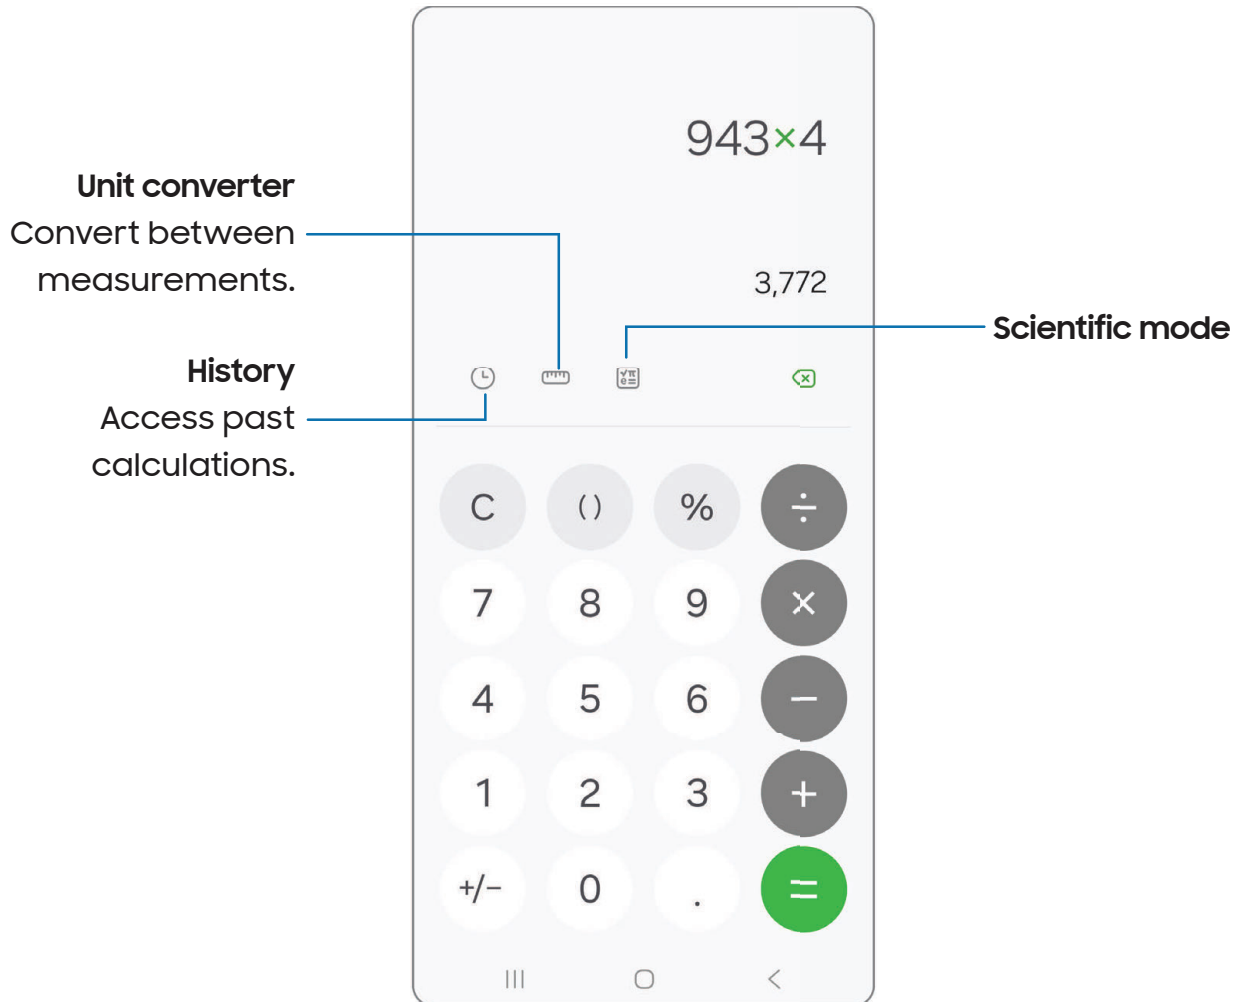 943×4
Unit converter
Convert between
measurements.
3,772
Scientific mode
History
Access past
calculations.
√π
e=
C ( ) % ÷
7 8 9 ×
4 5 6 −
1 2 3 +
+/− 0 . =